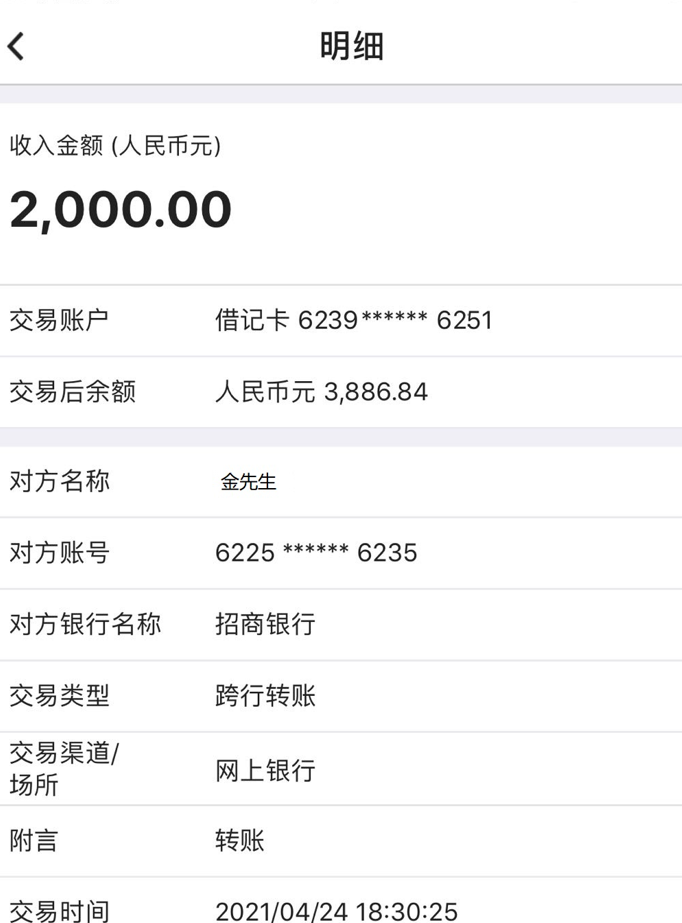 明细
收入金额 (人民币元)
2,000.00
交易账户 借记卡 6239****** 6251
交易后余额 人民币元 3,886.84
对方名称 金先生
对方账号 6225 ****** 6235
对方银行名称 招商银行
交易类型 跨行转账
交易渠道/
场所 网上银行
附言 转账
交易时间 2021/04/24 18:30:25